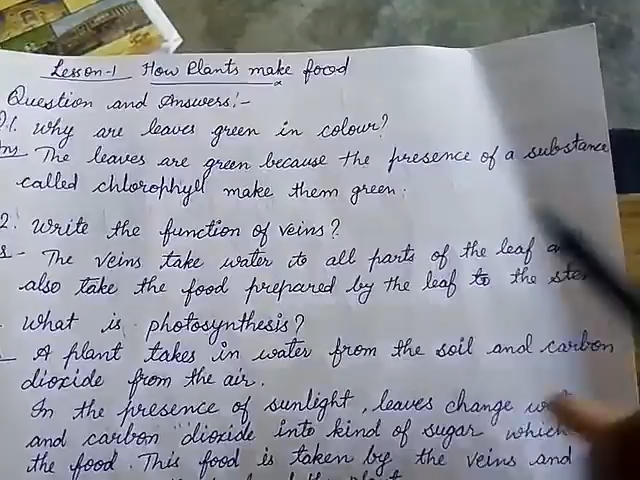 Lesson-1 How Plants make food
Question and Answers:-
Q1. Why are leaves green in colour?
Ans The leaves are green because the presence of a substance
called chlorophyll make them green.
2. Write the function of veins?
s - The veins take water to all parts of the leaf
also take the food prepared by the leaf to the
What is photosynthesis?
A plant takes in water from the soil and carbon
dioxide from the air.
In the presence of sunlight, leaves change
and carbon dioxide into kind of sugar which
the food. This food is taken by the veins and